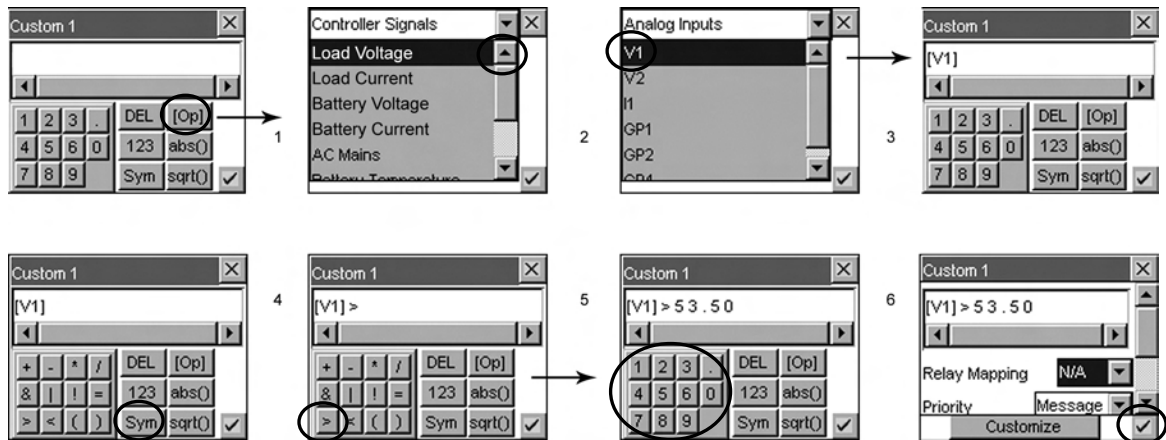 Custom 1
1 2 3 . DEL [Op]
4 5 6 0 123 abs()
7 8 9 Sym sqrt()
1
Controller Signals
Load Voltage
Load Current
Battery Voltage
Battery Current
AC Mains
Battery Temperature
2
Analog Inputs
V1
V2
I1
GP1
GP2
GP4
3
Custom 1
[V1]
1 2 3 . DEL [Op]
4 5 6 0 123 abs()
7 8 9 Sym sqrt()
Custom 1
[V1]
+ - * / DEL [Op]
& | ! = 123 abs()
> < ( ) Sym sqrt()
4
Custom 1
[V1] >
+ - * / DEL [Op]
& | ! = 123 abs()
> < ( ) Sym sqrt()
5
Custom 1
[V1] > 5 3 . 5 0
1 2 3 . DEL [Op]
4 5 6 0 123 abs()
7 8 9 Sym sqrt()
6
Custom 1
[V1] > 5 3 . 5 0
Relay Mapping N/A
Priority Message
Customize